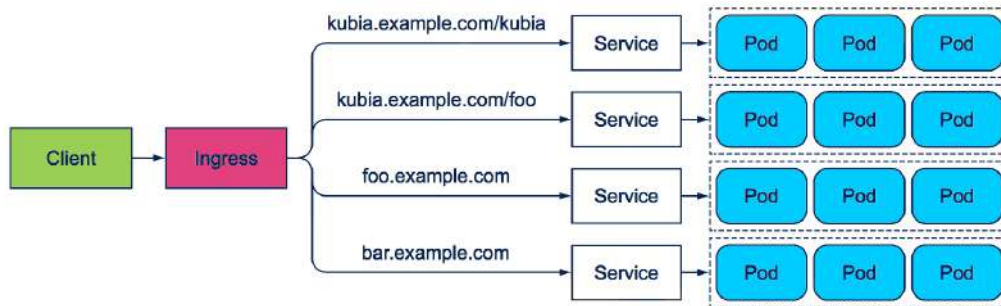 kubia.example.com/kubia
Service
Pod
Pod
Pod
kubia.example.com/foo
Service
Pod
Pod
Pod
Client
Ingress
foo.example.com
Service
Pod
Pod
Pod
bar.example.com
Service
Pod
Pod
Pod